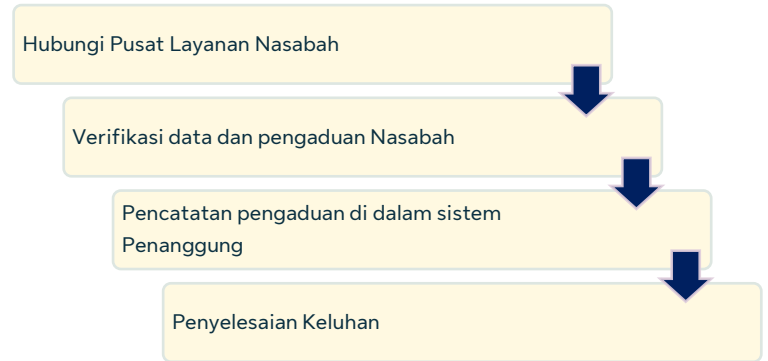 Hubungi Pusat Layanan Nasabah
Verifikasi data dan pengaduan Nasabah
Pencatatan pengaduan di dalam sistem
Penanggung
Penyelesaian Keluhan